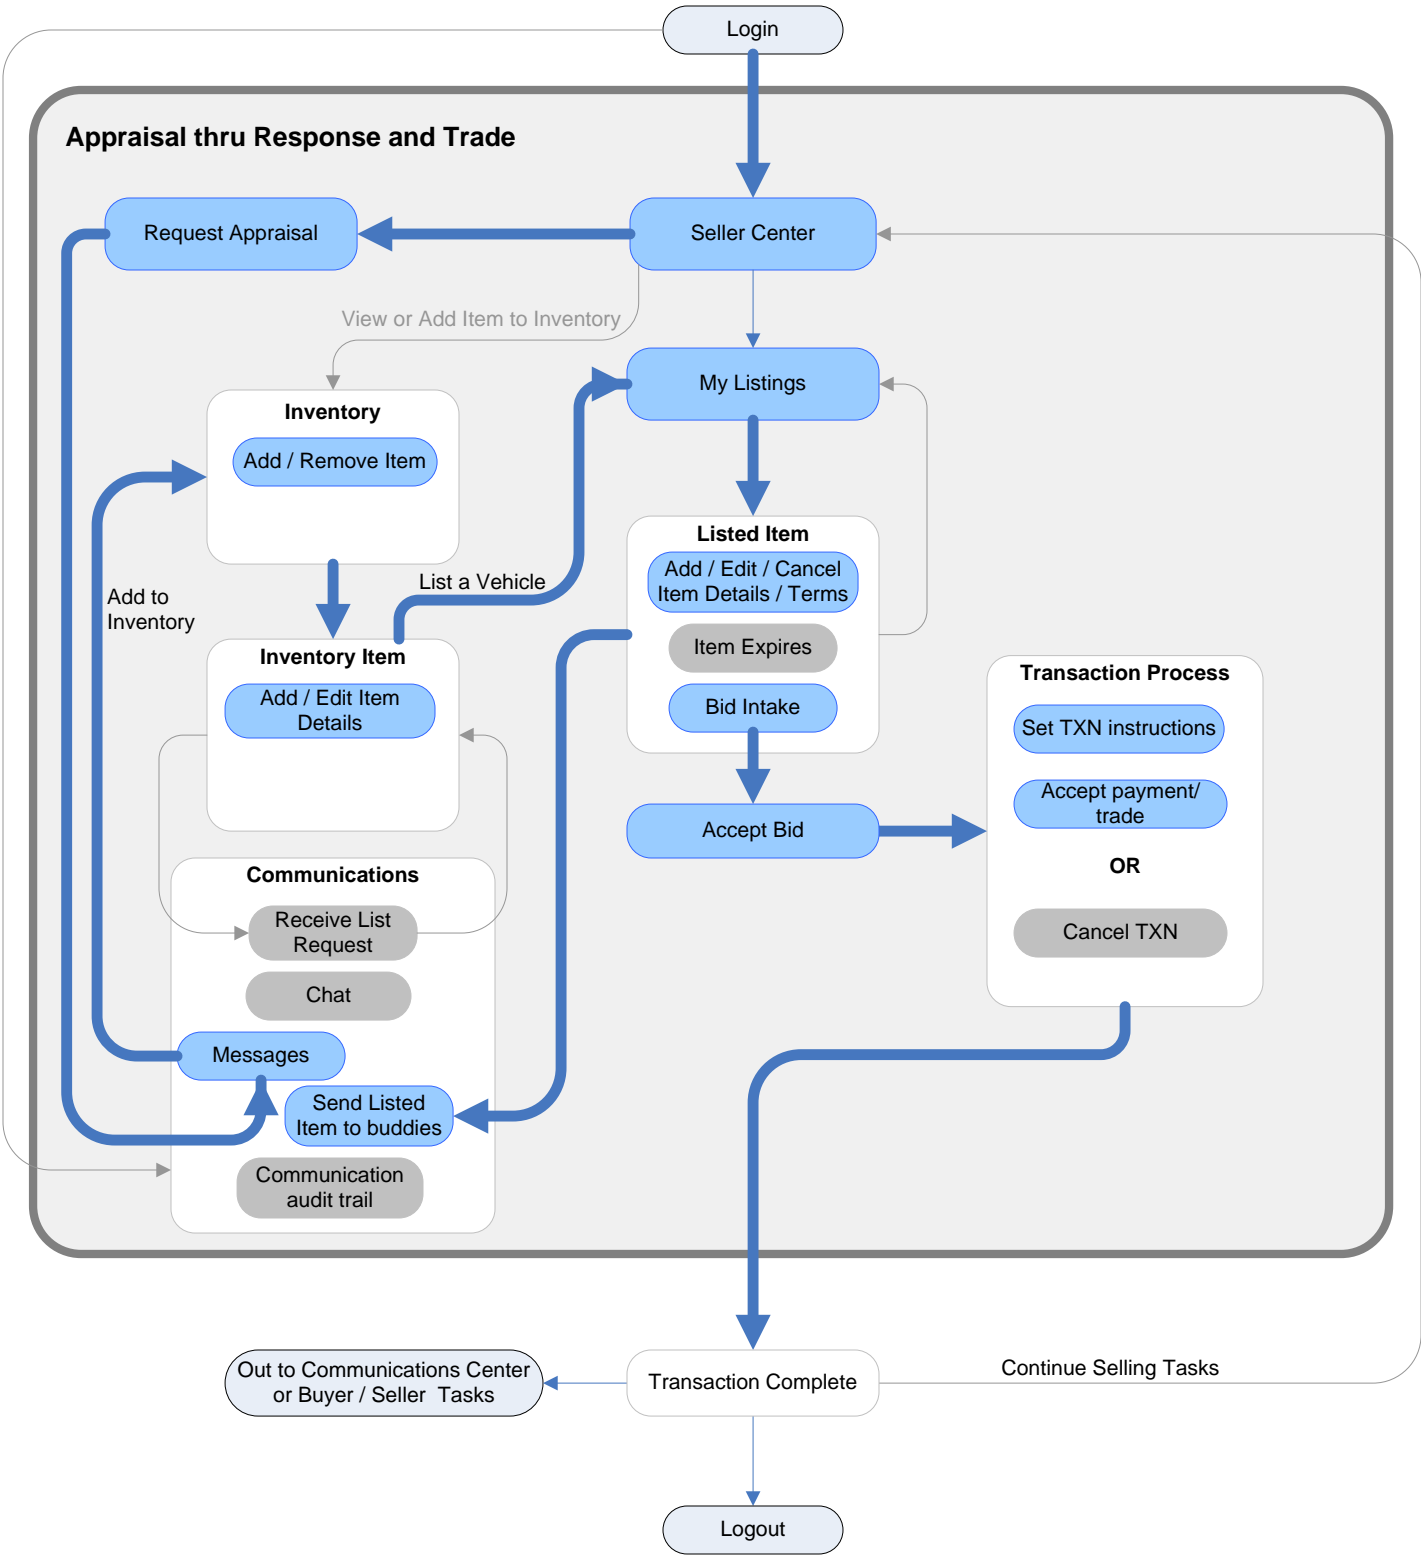 Login
Appraisal thru Response and Trade
Request Appraisal
Seller Center
View or Add Item to Inventory
My Listings
Inventory
Add / Remove Item
Listed Item
Add / Edit / Cancel
Item Details / Terms
List a Vehicle
Add to
Inventory
Item Expires
Inventory Item
Add / Edit Item
Details
Bid Intake
Transaction Process
Set TXN instructions
Accept payment/
trade
OR
Cancel TXN
Accept Bid
Communications
Receive List
Request
Chat
Messages
Send Listed
Item to buddies
Communication
audit trail
Out to Communications Center
or Buyer / Seller  Tasks
Transaction Complete
Continue Selling Tasks
Logout